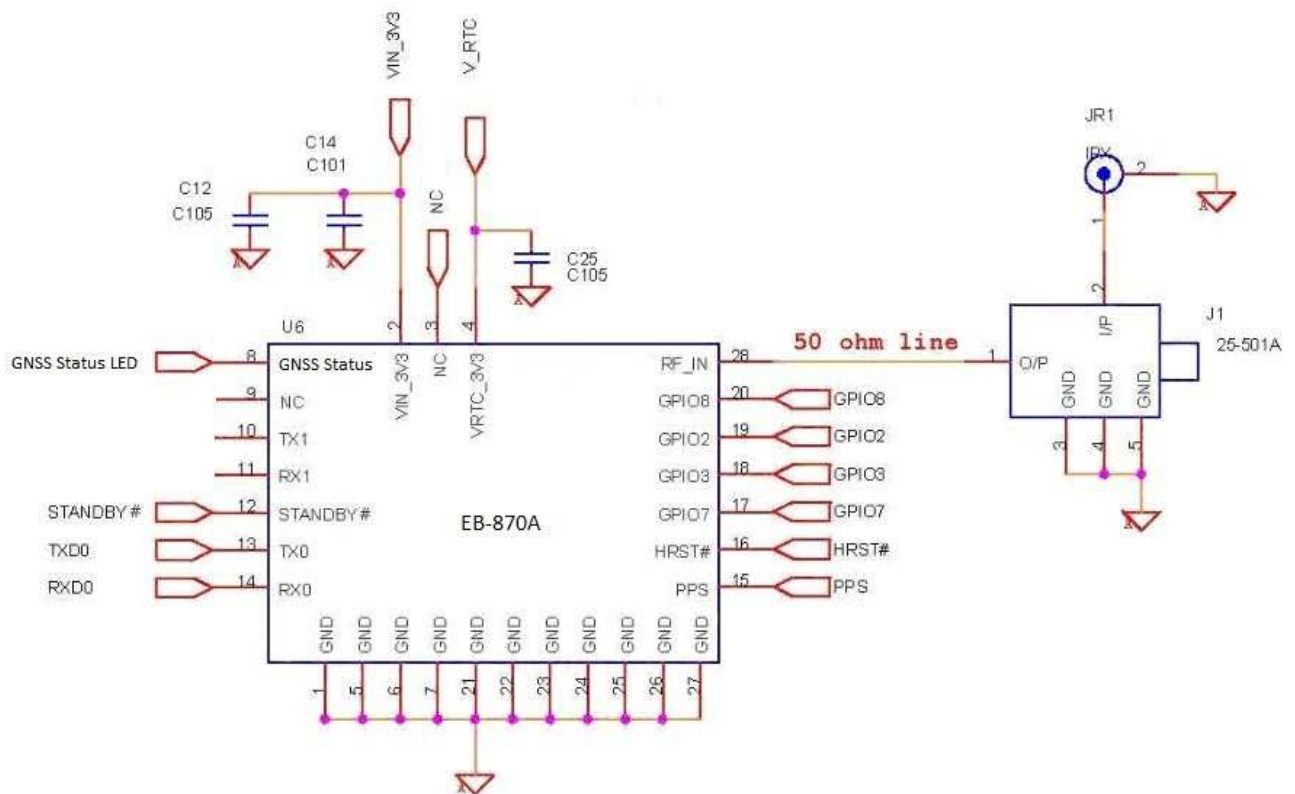 VIN_3V3
V_RTC
C14
C101
C12
C105
NC
C25
C105
JR1
IPX
2
1
2
I/P
J1
25-501A
50 ohm line
1
O/P
GND
GND
GND
3
4
5
U6
2
3
4
VIN_3V3
NC
VRTC_3V3
GNSS Status LED
8
GNSS Status
9
NC
10
TX1
11
RX1
STANDBY#
12
STANDBY#
TXD0
13
TX0
RXD0
14
RX0
EB-870A
RF_IN
28
GPIO8
20
GPIO8
GPIO2
19
GPIO2
GPIO3
18
GPIO3
GPIO7
17
GPIO7
HRST#
16
HRST#
PPS
15
PPS
GND
GND
GND
GND
GND
GND
GND
GND
GND
GND
GND
1
5
6
7
21
22
23
24
25
26
27
A
A
A
A
A
A